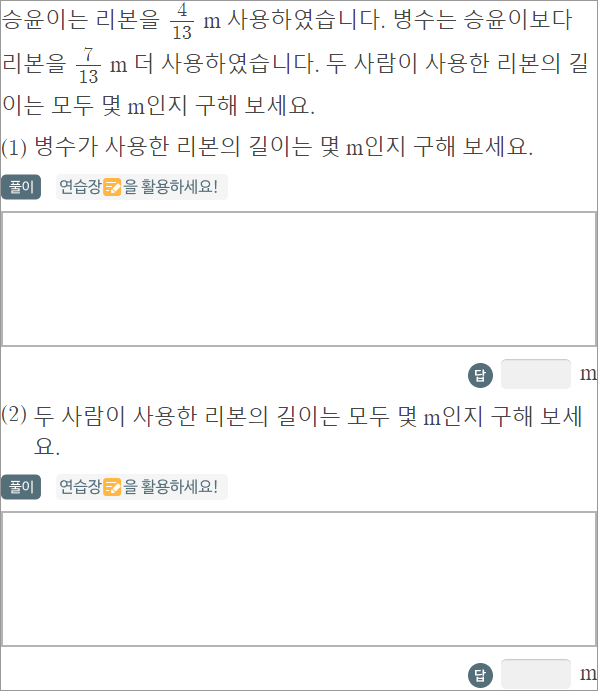 승윤이는 리본을 4/13 m 사용하였습니다. 병수는 승윤이보다
리본을 7/13 m 더 사용하였습니다. 두 사람이 사용한 리본의 길
이는 모두 몇 m인지 구해 보세요.
(1) 병수가 사용한 리본의 길이는 몇 m인지 구해 보세요.
풀이 연습장을 활용하세요!
답 m
(2) 두 사람이 사용한 리본의 길이는 모두 몇 m인지 구해 보세
요.
풀이 연습장을 활용하세요!
답 m